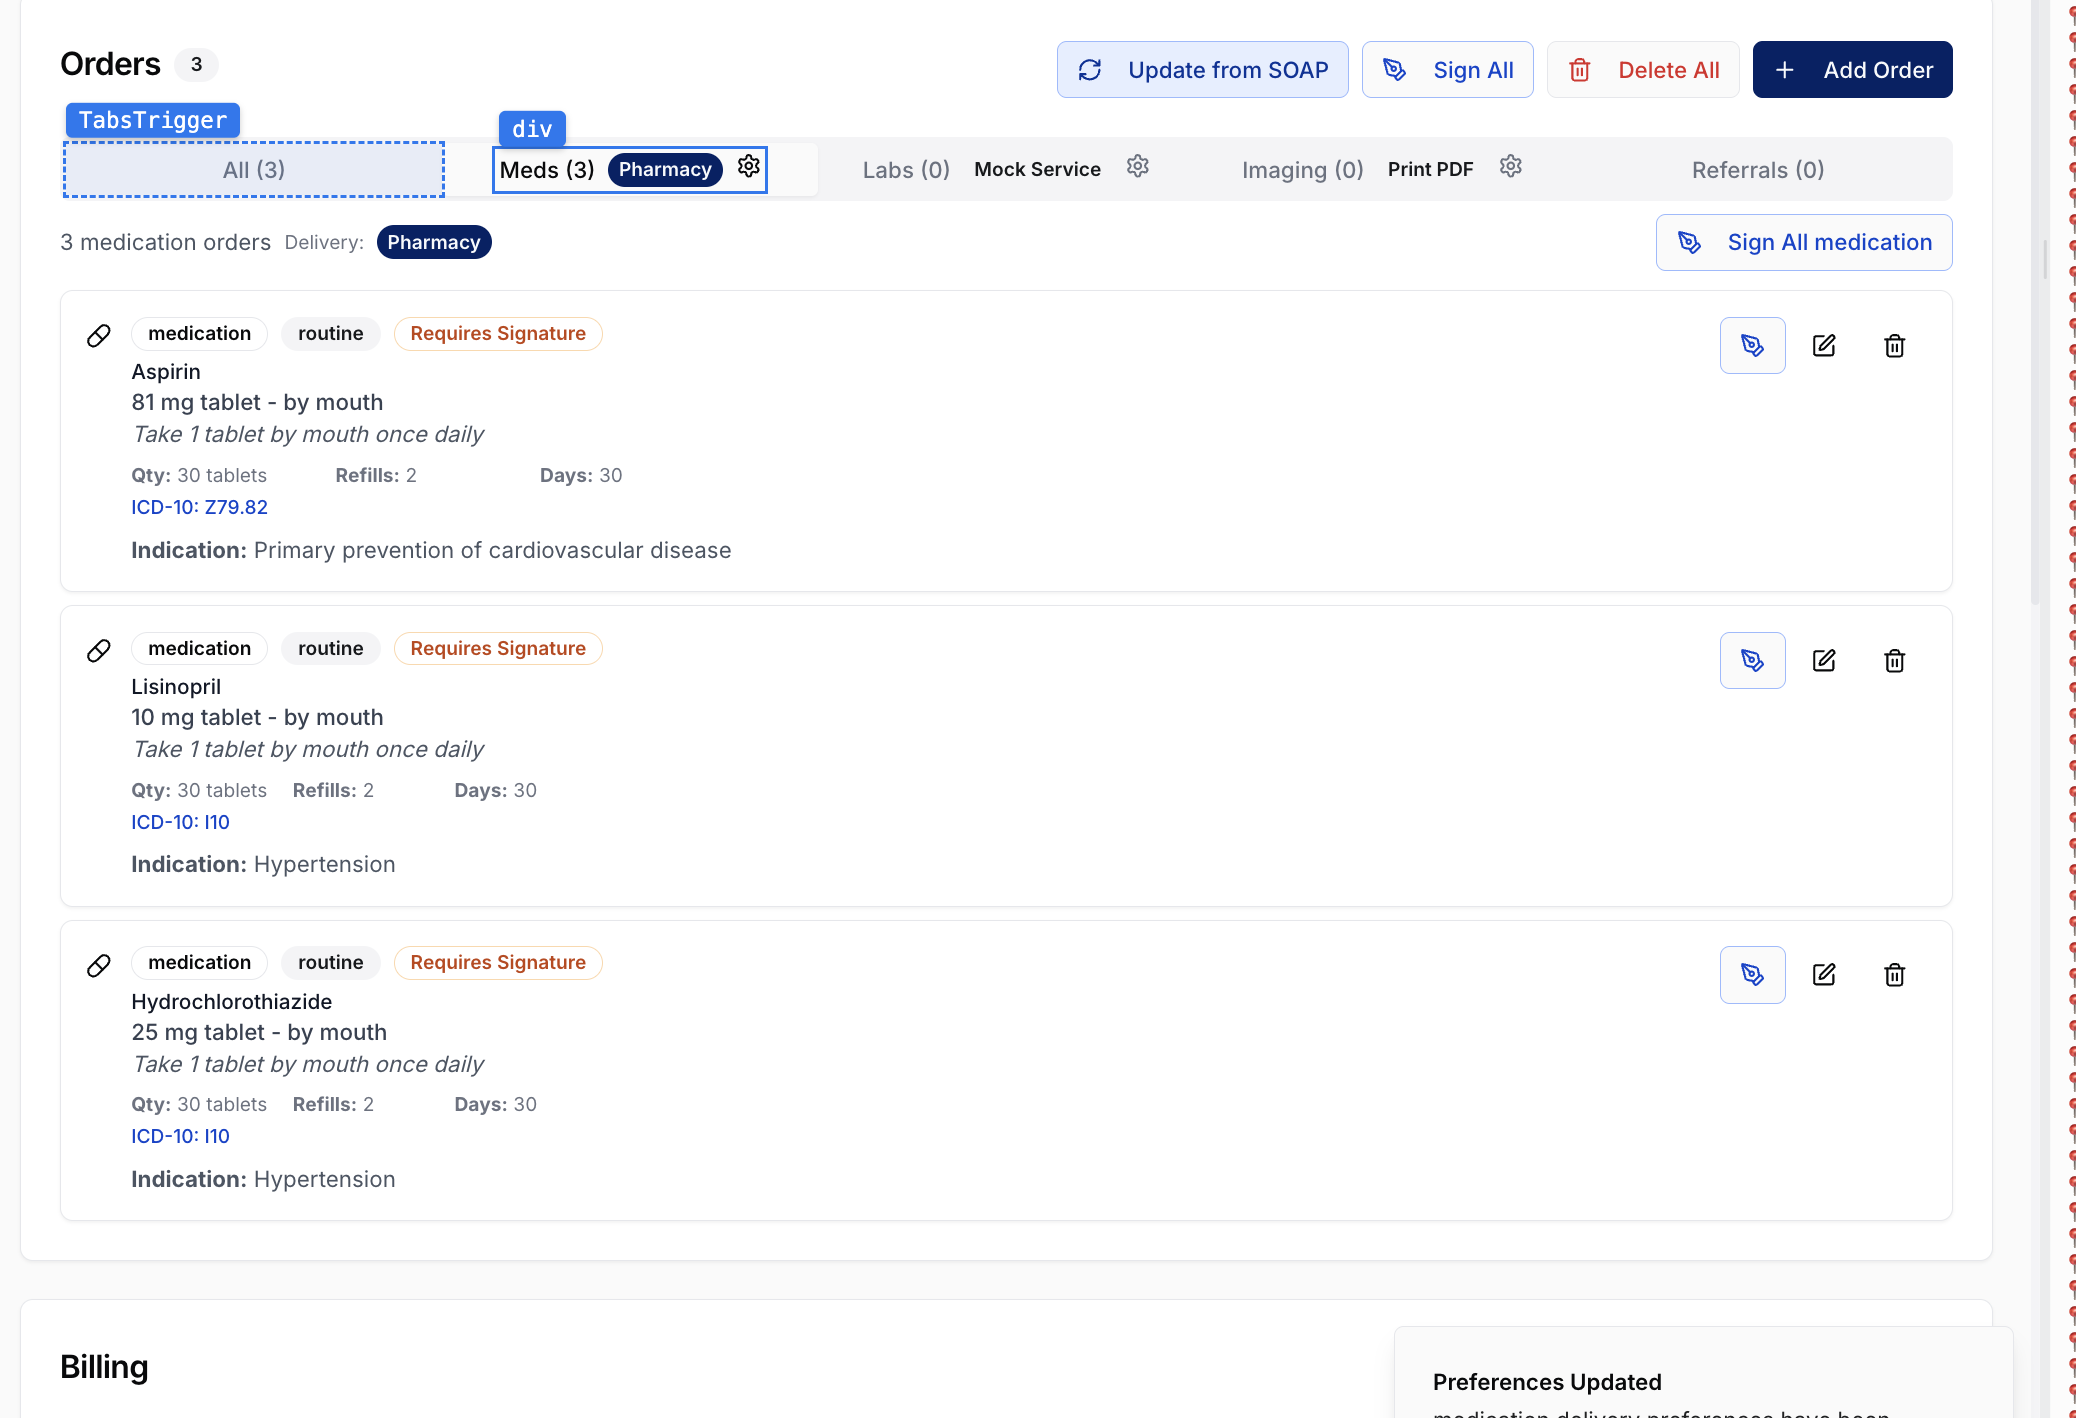 Orders 3
Update from SOAP
Sign All
Delete All
Add Order
TabsTrigger
div
All (3)
Meds (3) Pharmacy
Labs (0) Mock Service
Imaging (0) Print PDF
Referrals (0)
3 medication orders Delivery: Pharmacy
Sign All medication
medication routine Requires Signature
Aspirin
81 mg tablet - by mouth
Take 1 tablet by mouth once daily
Qty: 30 tablets Refills: 2 Days: 30
ICD-10: Z79.82
Indication: Primary prevention of cardiovascular disease
medication routine Requires Signature
Lisinopril
10 mg tablet - by mouth
Take 1 tablet by mouth once daily
Qty: 30 tablets Refills: 2 Days: 30
ICD-10: I10
Indication: Hypertension
medication routine Requires Signature
Hydrochlorothiazide
25 mg tablet - by mouth
Take 1 tablet by mouth once daily
Qty: 30 tablets Refills: 2 Days: 30
ICD-10: I10
Indication: Hypertension
Billing
Preferences Updated
medication delivery preferences have been